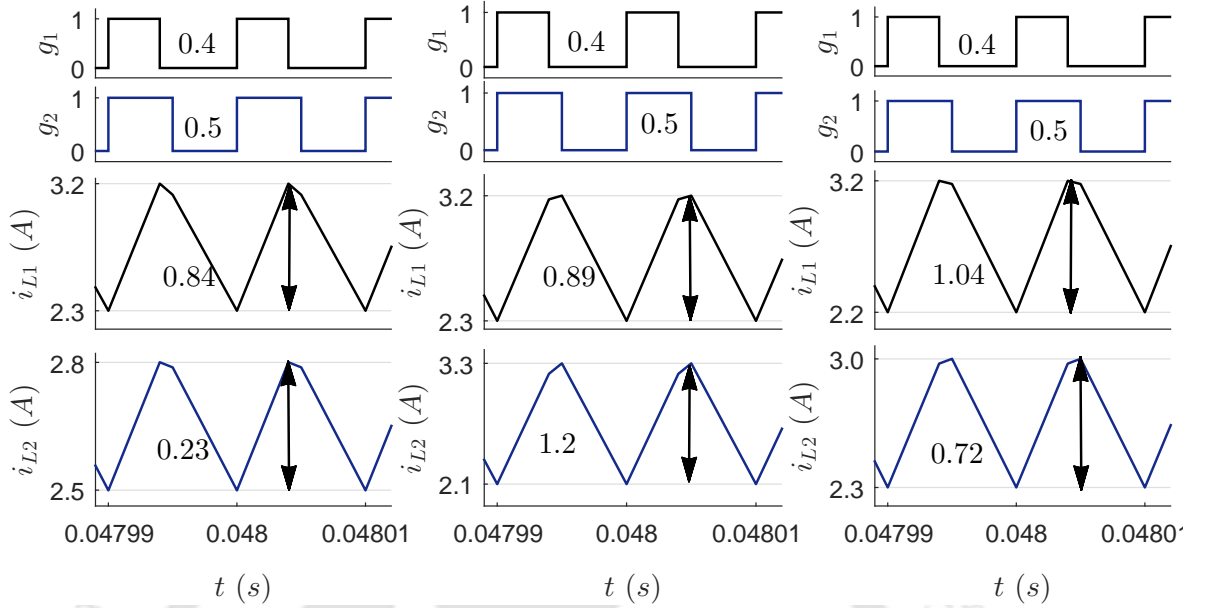 g1 1 0 0.4
g2 1 0 0.5
iL1 (A) 3.2 2.3 0.84
iL2 (A) 2.8 2.5 0.23
0.04799 0.048 0.04801
t (s)
g1 1 0 0.4
g2 1 0 0.5
iL1 (A) 3.2 2.3 0.89
iL2 (A) 3.3 2.1 1.2
0.04799 0.048 0.04801
t (s)
g1 1 0 0.4
g2 1 0 0.5
iL1 (A) 3.2 2.2 1.04
iL2 (A) 3.0 2.3 0.72
0.04799 0.048 0.0480
t (s)